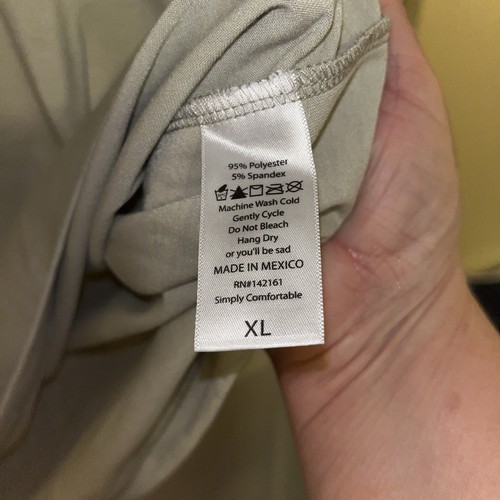 95% Polyester
5% Spandex
Machine Wash Cold
Gently Cycle
Do Not Bleach
Hang Dry
or you'll be sad
MADE IN MEXICO
RN#142161
Simply Comfortable
XL